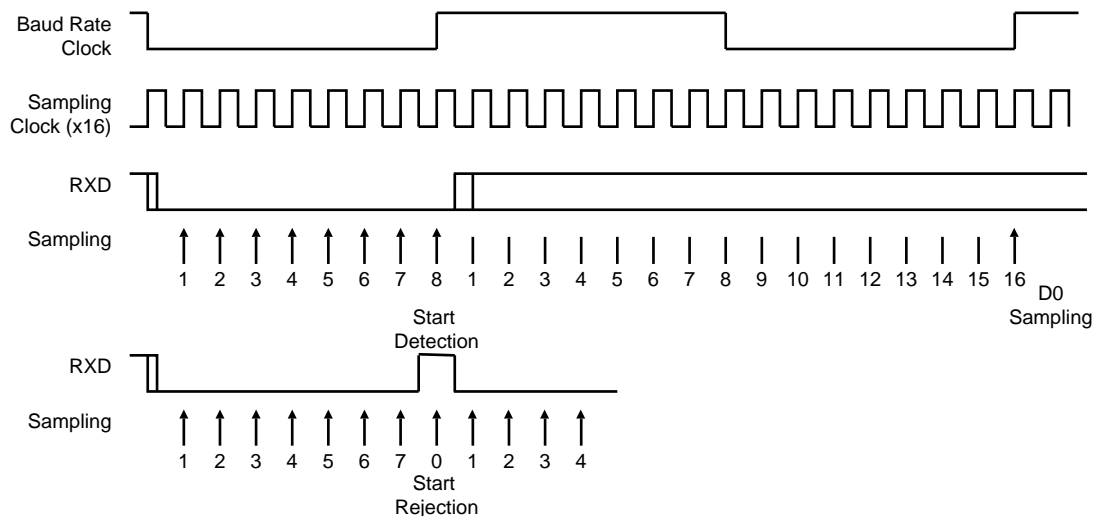 Baud Rate
Clock
Sampling
Clock (x16)
RXD
Sampling
1 2 3 4 5 6 7 8 1 2 3 4 5 6 7 8 9 10 11 12 13 14 15 16
D0
Sampling
Start
Detection
RXD
Sampling
1 2 3 4 5 6 7 0 1 2 3 4
Start
Rejection